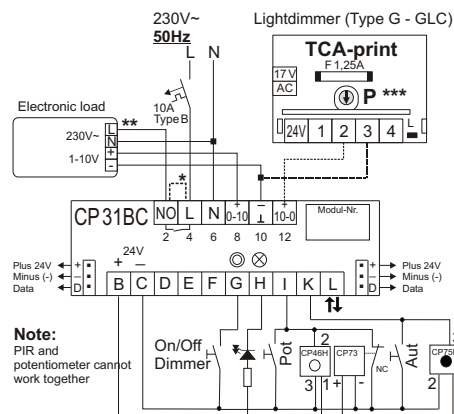 230V~
50Hz
L N
Lightdimmer (Type G - GLC)
TCA-print
F 1,25A
17 V
AC
P ***
24V 1 2 3 4 L
10A
Type B
Electronic load
**
230V~
1-10V
L
N
+
-
*
CP31BC
NO L N + 0-10 − ⊥ + 10-0
2 4 6 8 10 12
Modul-Nr.
24V
+ −
Plus 24V
Minus (-)
Data
+
-
D
B C D E F G H I K L
+
-
D
Plus 24V
Minus (-)
Data
Note:
PIR and
potentiometer cannot
work together
On/Off
Dimmer
Pot
CP46H
3 1
CP73
+ -
NC
Aut
2